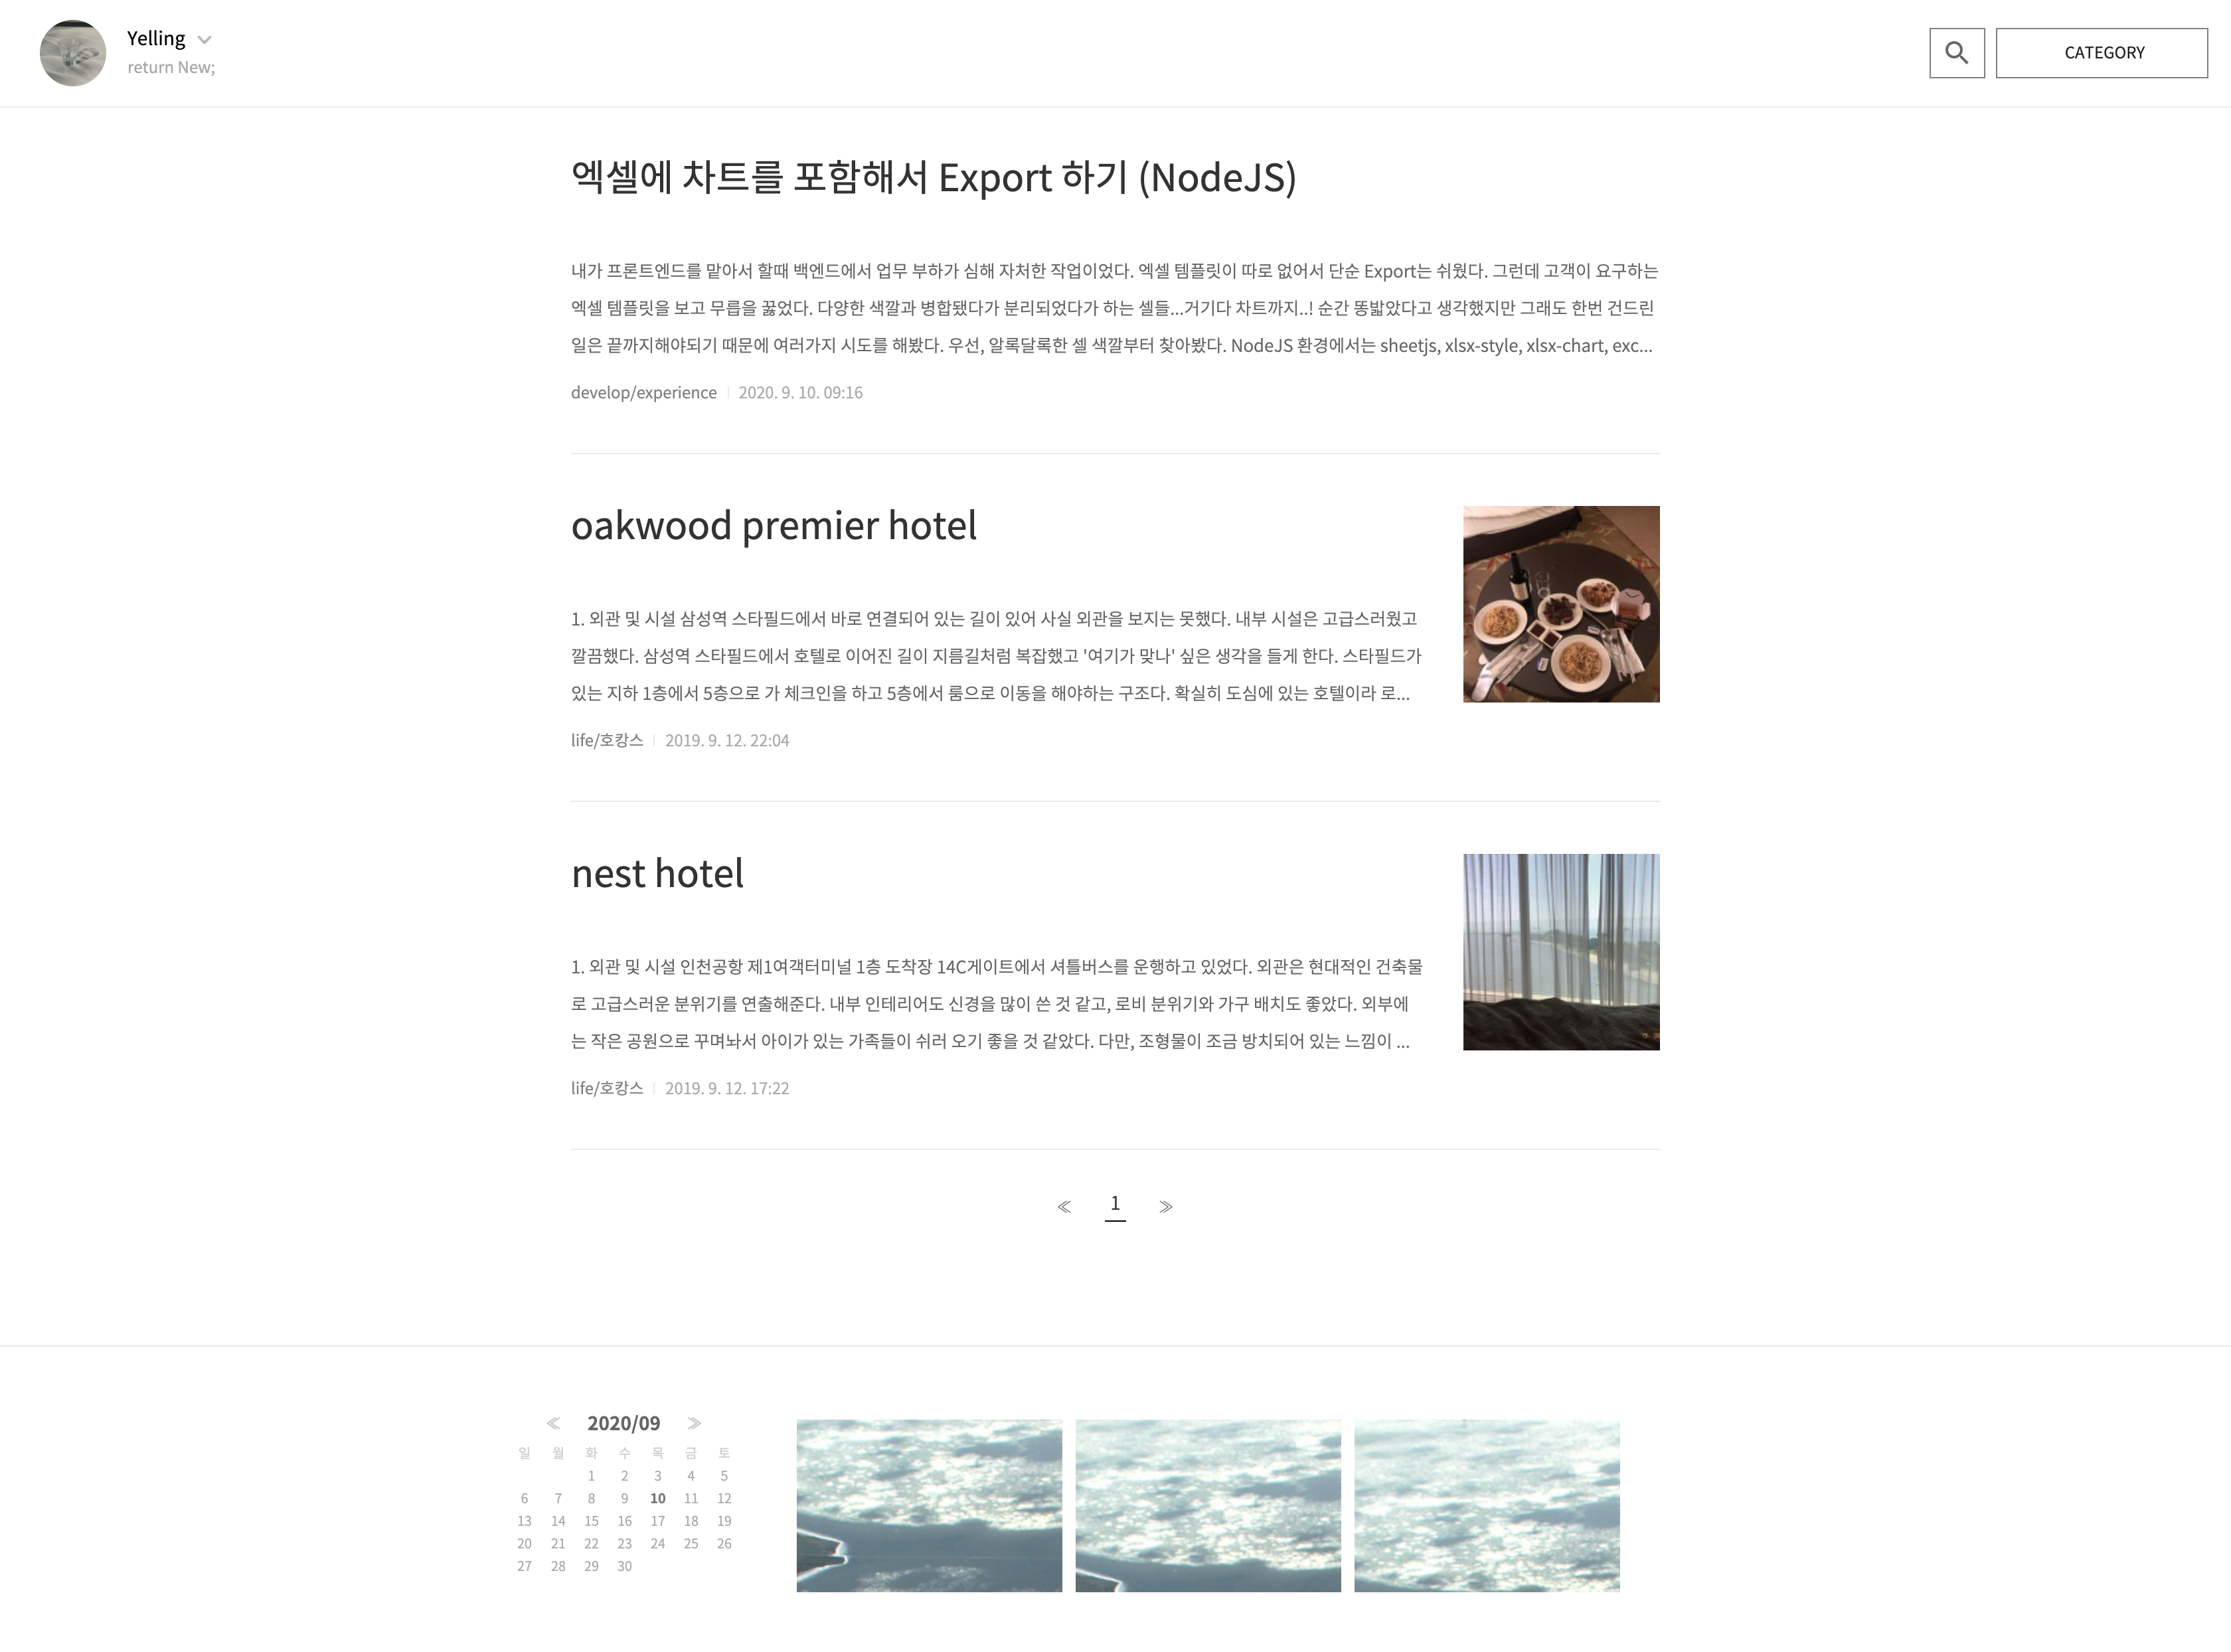 Yelling
return New;
CATEGORY
엑셀에 차트를 포함해서 Export 하기 (NodeJS)
내가 프론트엔드를 맡아서 할때 백엔드에서 업무 부하가 심해 자처한 작업이었다. 엑셀 템플릿이 따로 없어서 단순 Export는 쉬웠다. 그런데 고객이 요구하는
엑셀 템플릿을 보고 무릎을 꿇었다. 다양한 색깔과 병합됐다가 분리되었다가 하는 셀들...거기다 차트까지..! 순간 똥밟았다고 생각했지만 그래도 한번 건드린
일은 끝까지해야되기 때문에 여러가지 시도를 해봤다. 우선, 알록달록한 셀 색깔부터 찾아봤다. NodeJS 환경에서는 sheetjs, xlsx-style, xlsx-chart, exc...
develop/experience 2020. 9. 10. 09:16
oakwood premier hotel
1. 외관 및 시설 삼성역 스타필드에서 바로 연결되어 있는 길이 있어 사실 외관을 보지는 못했다. 내부 시설은 고급스러웠고
깔끔했다. 삼성역 스타필드에서 호텔로 이어진 길이 지름길처럼 복잡했고 '여기가 맞나' 싶은 생각을 들게 한다. 스타필드가
있는 지하 1층에서 5층으로 가 체크인을 하고 5층에서 룸으로 이동을 해야하는 구조다. 확실히 도심에 있는 호텔이라 로...
life/호캉스 2019. 9. 12. 22:04
nest hotel
1. 외관 및 시설 인천공항 제1여객터미널 1층 도착장 14C게이트에서 셔틀버스를 운행하고 있었다. 외관은 현대적인 건축물
로 고급스러운 분위기를 연출해준다. 내부 인테리어도 신경을 많이 쓴 것 같고, 로비 분위기와 가구 배치도 좋았다. 외부에
는 작은 공원으로 꾸며놔서 아이가 있는 가족들이 쉬러 오기 좋을 것 같았다. 다만, 조형물이 조금 방치되어 있는 느낌이 ...
life/호캉스 2019. 9. 12. 17:22
≪ 1 ≫
≪ 2020/09 ≫
일 월 화 수 목 금 토
1 2 3 4 5
6 7 8 9 10 11 12
13 14 15 16 17 18 19
20 21 22 23 24 25 26
27 28 29 30